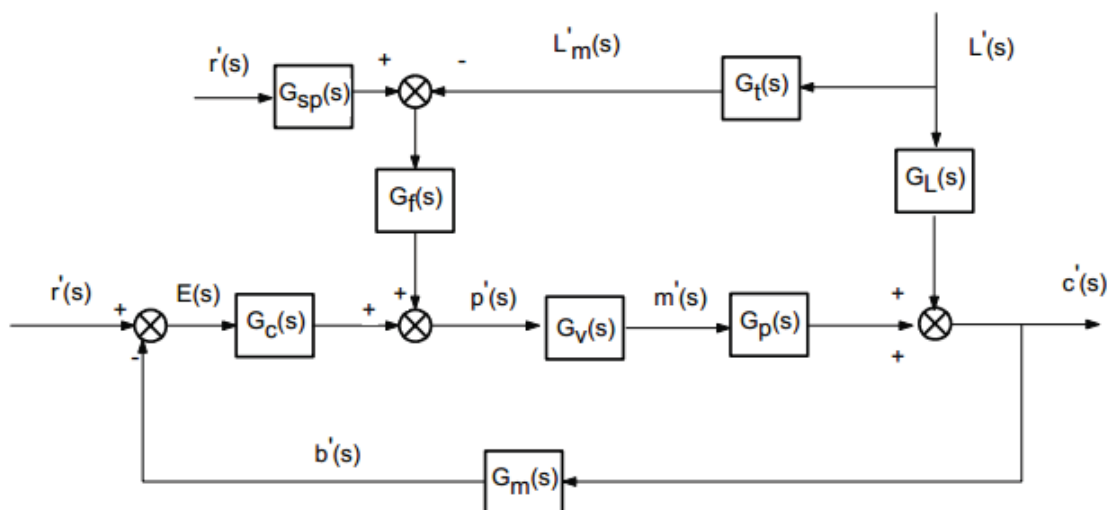 L'm(s)
L'(s)
r'(s)
+
-
Gsp(s)
Gt(s)
GL(s)
Gf(s)
r'(s)
+
E(s)
Gc(s)
+
+
p'(s)
Gv(s)
m'(s)
Gp(s)
+
+
c'(s)
-
b'(s)
Gm(s)